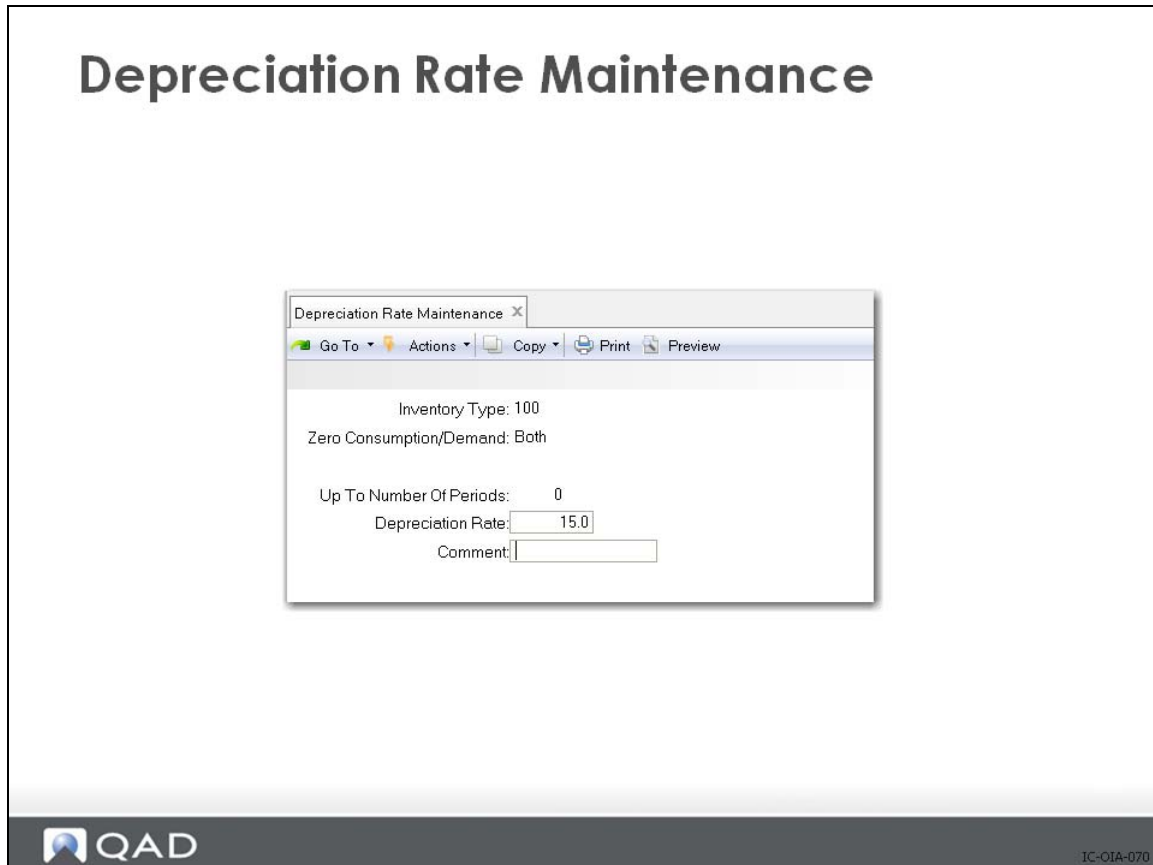 Depreciation Rate Maintenance
Depreciation Rate Maintenance X
Go To Actions Copy Print Preview
Inventory Type: 100
Zero Consumption/Demand: Both
Up To Number Of Periods: 0
Depreciation Rate: 15.0
Comment:
QAD
IC-OIA-070